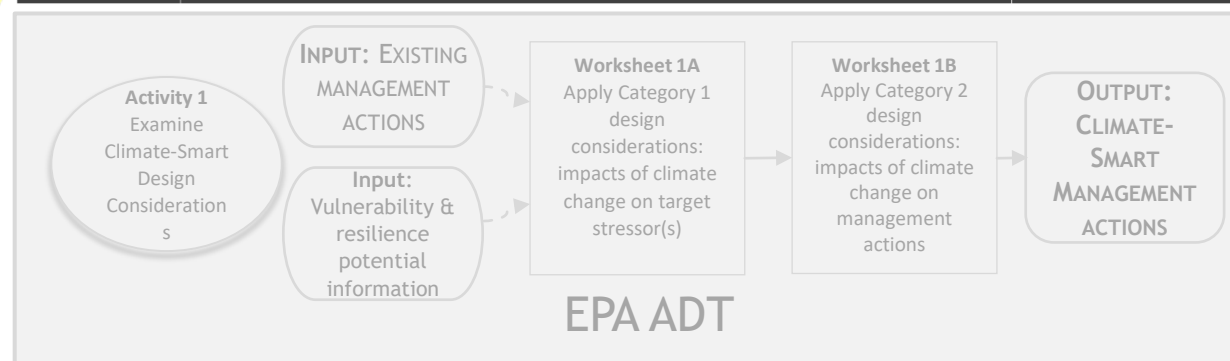 Activity 1
Examine
Climate-Smart
Design
Consideration
s
INPUT: EXISTING
MANAGEMENT
ACTIONS
Input:
Vulnerability &
resilience
potential
information
Worksheet 1A
Apply Category 1
design
considerations:
impacts of climate
change on target
stressor(s)
Worksheet 1B
Apply Category 2
design
considerations:
impacts of climate
change on
management
actions
OUTPUT:
CLIMATE-
SMART
MANAGEMENT
ACTIONS
EPA ADT